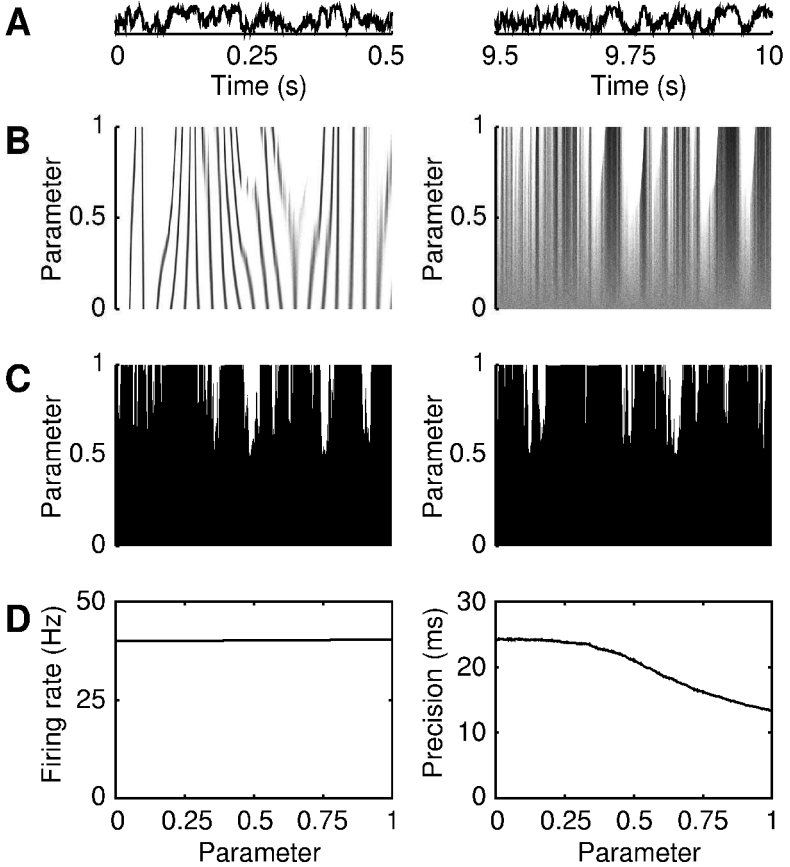 A
0 0.25 0.5
Time (s)
9.5 9.75 10
Time (s)
B
Parameter
1
0.5
0
Parameter
1
0.5
0
C
Parameter
1
0.5
0
Parameter
1
0.5
0
D
Firing rate (Hz)
50
25
0
0 0.25 0.5 0.75 1
Parameter
Precision (ms)
30
20
10
0
0 0.25 0.5 0.75 1
Parameter